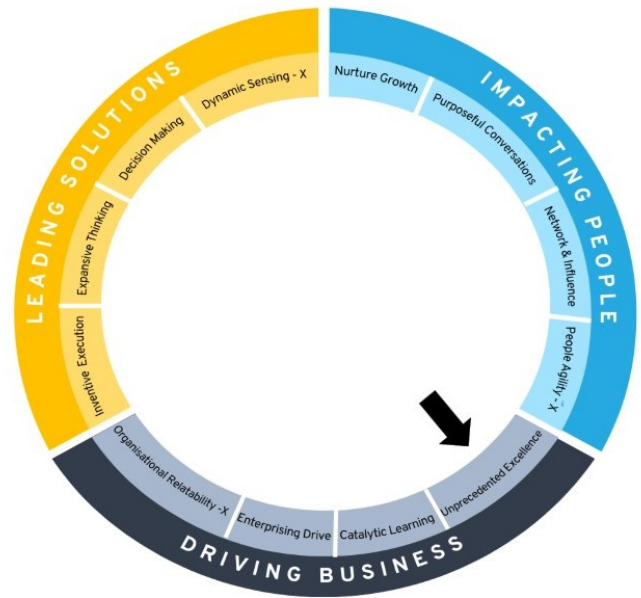 LEADING SOLUTIONS
Inventive Execution
Expansive Thinking
Decision Making
Dynamic Sensing - X
IMPACTING PEOPLE
Nurture Growth
Purposeful Conversations
Network & Influence
People Agility - X
DRIVING BUSINESS
Organisational Relatability -X
Enterprising Drive
Catalytic Learning
Unprecedented Excellence